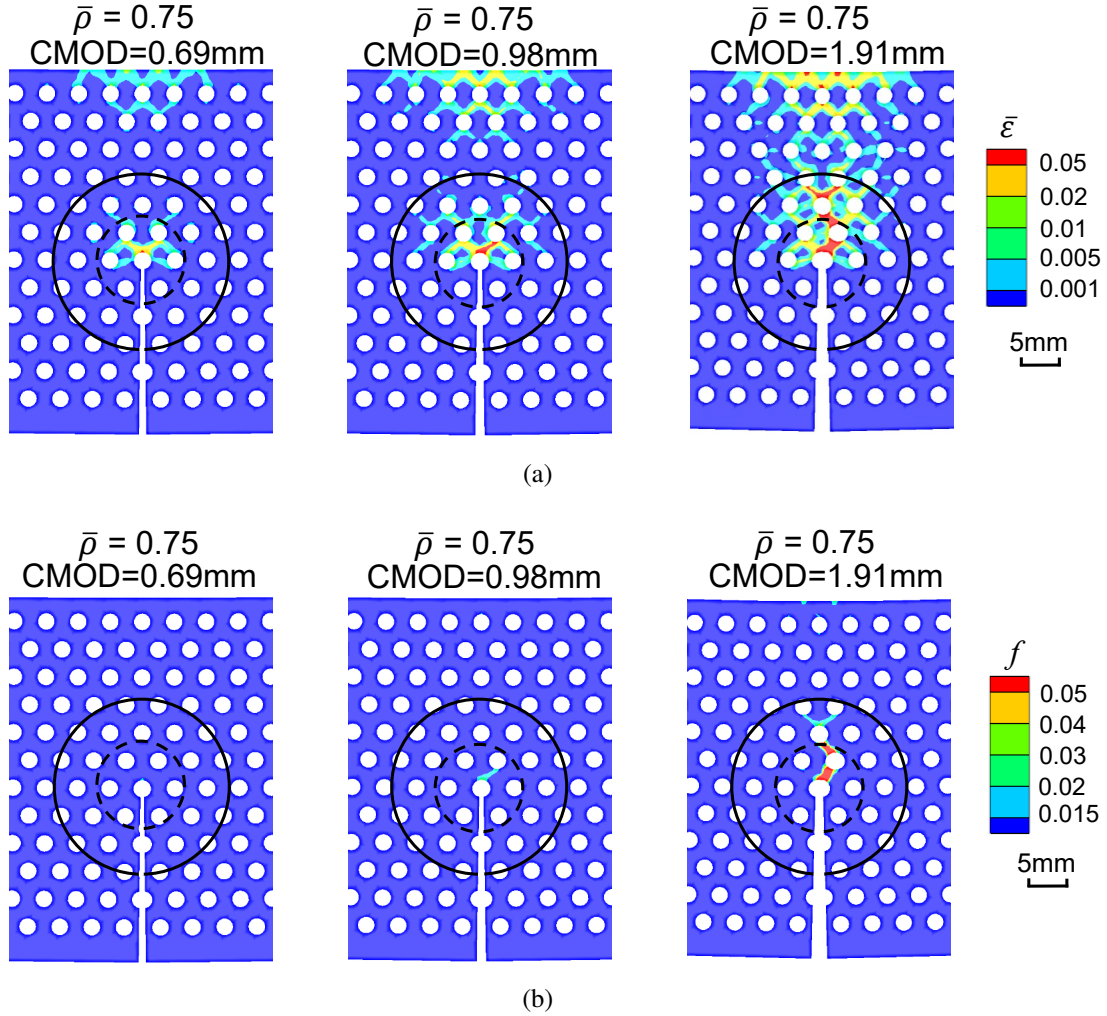 ρ̄ = 0.75 ρ̄ = 0.75 ρ̄ = 0.75
CMOD=0.69mm CMOD=0.98mm CMOD=1.91mm
ε̄
0.05
0.02
0.01
0.005
0.001
5mm
(a)
ρ̄ = 0.75 ρ̄ = 0.75 ρ̄ = 0.75
CMOD=0.69mm CMOD=0.98mm CMOD=1.91mm
f
0.05
0.04
0.03
0.02
0.015
5mm
(b)